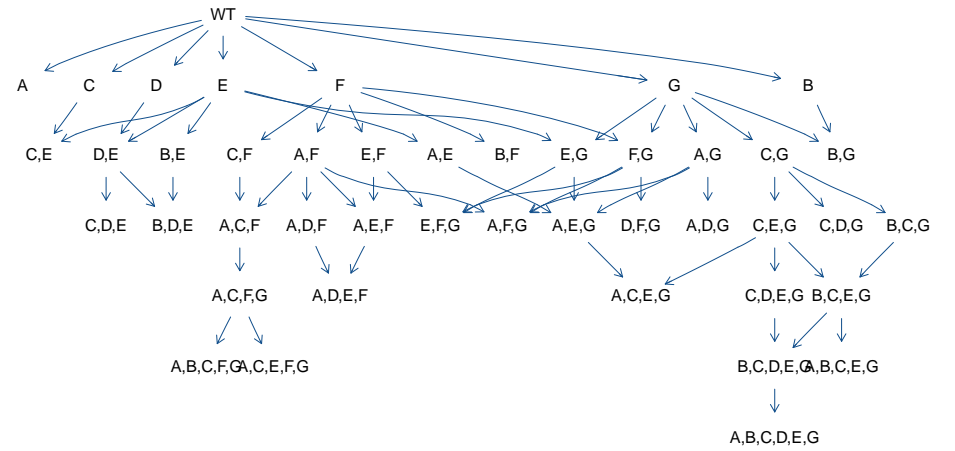 WT
A C D E F G B
C,E D,E B,E C,F A,F E,F A,E B,F E,G F,G A,G C,G B,G
C,D,E B,D,E A,C,F A,D,F A,E,F E,F,G A,F,G A,E,G D,F,G A,D,G C,E,G C,D,G B,C,G
A,C,F,G A,D,E,F A,C,E,G C,D,E,G B,C,E,G
A,B,C,F,G A,C,E,F,G B,C,D,E,G A,B,C,E,G
A,B,C,D,E,G